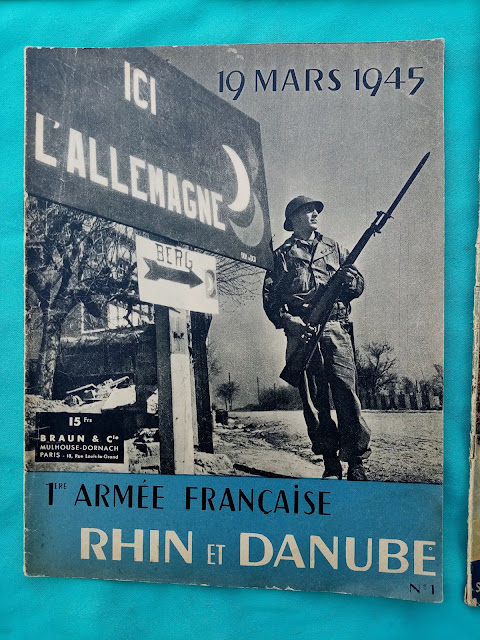 19 MARS 1945
ICI
L'ALLEMAGNE
BERG
15 Frs
BRAUN & Cie
MULHOUSE-DORNACH
PARIS - 18, Rue Louis-le-Grand
1ERE ARMÉE FRANÇAISE
RHIN ET DANUBE
N°1